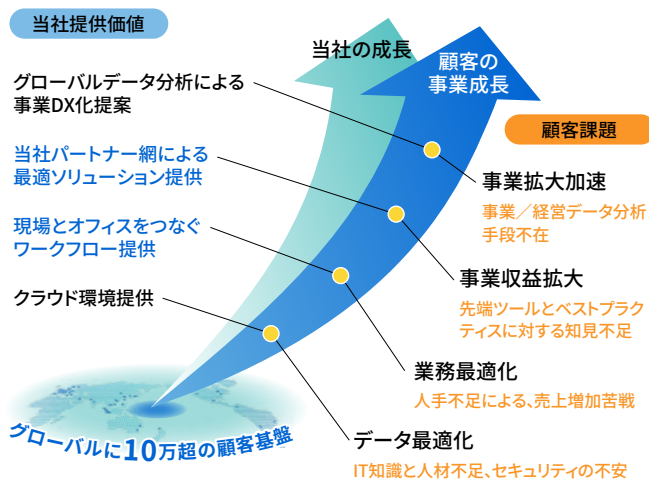 当社提供価値
当社の成長
顧客の
事業成長
グローバルデータ分析による
事業DX化提案
顧客課題
当社パートナー網による
最適ソリューション提供
事業拡大加速
事業／経営データ分析
手段不在
現場とオフィスをつなぐ
ワークフロー提供
事業収益拡大
先端ツールとベストプラク
ティスに対する知見不足
クラウド環境提供
業務最適化
人手不足による、売上増加苦戦
グローバルに10万超の顧客基盤
データ最適化
IT知識と人材不足、セキュリティの不安